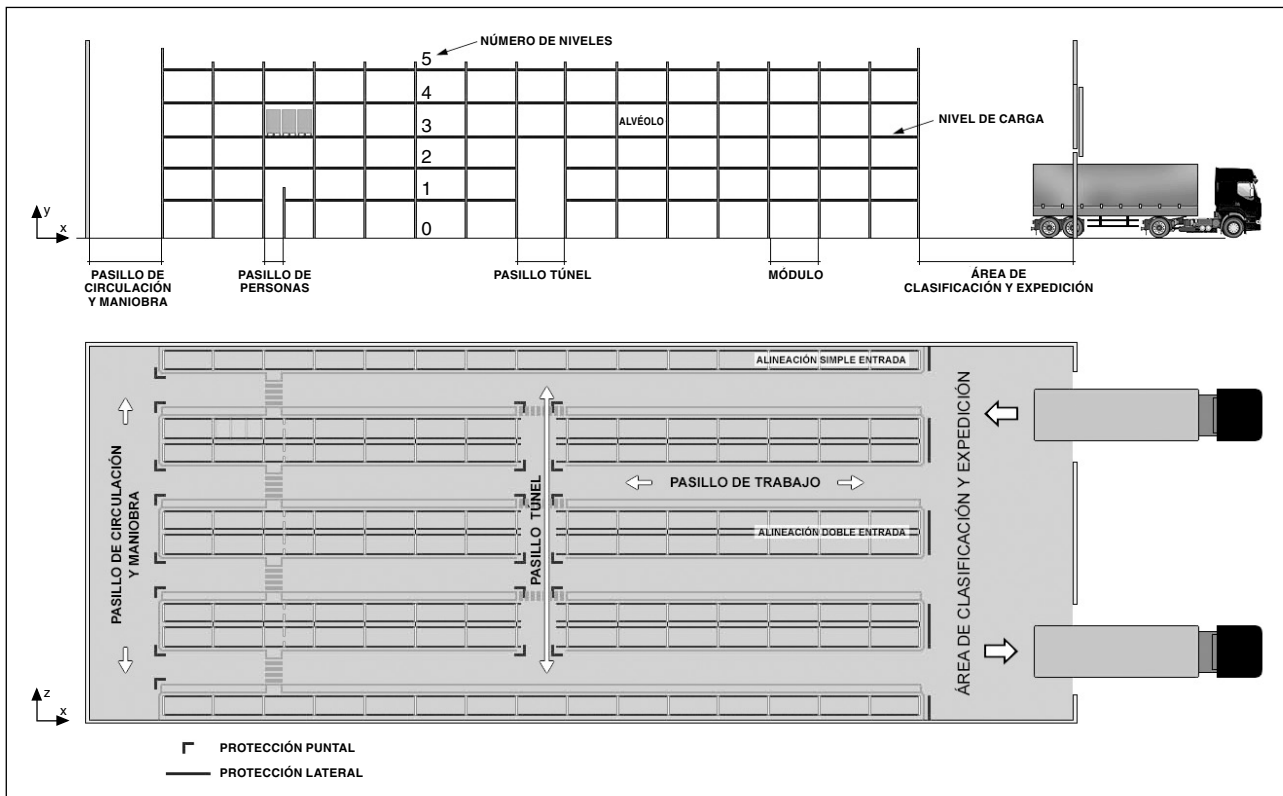 NÚMERO DE NIVELES
5
4
3
2
1
0
ALVÉOLO
NIVEL DE CARGA
y
x
PASILLO DE
CIRCULACIÓN
Y MANIOBRA
PASILLO DE
PERSONAS
PASILLO TÚNEL
MÓDULO
ÁREA DE
CLASIFICACIÓN Y EXPEDICIÓN
ALINEACIÓN SIMPLE ENTRADA
PASILLO DE CIRCULACIÓN
Y MANIOBRA
PASILLO TÚNEL
PASILLO DE TRABAJO
ALINEACIÓN DOBLE ENTRADA
ÁREA DE CLASIFICACIÓN Y EXPEDICIÓN
z
x
PROTECCIÓN PUNTAL
PROTECCIÓN LATERAL